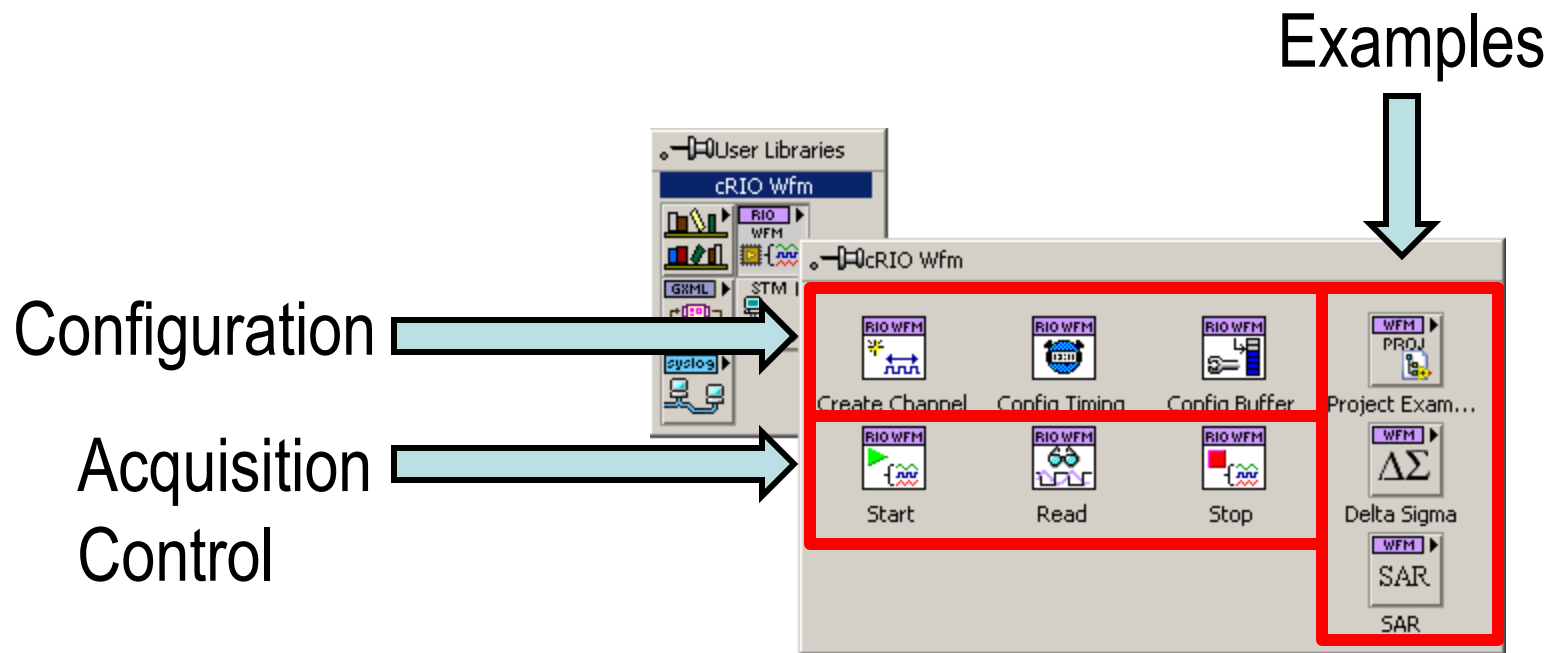 Examples
User Libraries
cRIO Wfm
RIO
WFM
GXML
STM
syslog
cRIO Wfm
Configuration
RIO WFM
RIO WFM
RIO WFM
WFM
PROJ
Create Channel
Config Timing
Config Buffer
Project Exam...
Acquisition
Control
RIO WFM
RIO WFM
RIO WFM
WFM
ΔΣ
Start
Read
Stop
Delta Sigma
WFM
SAR
SAR